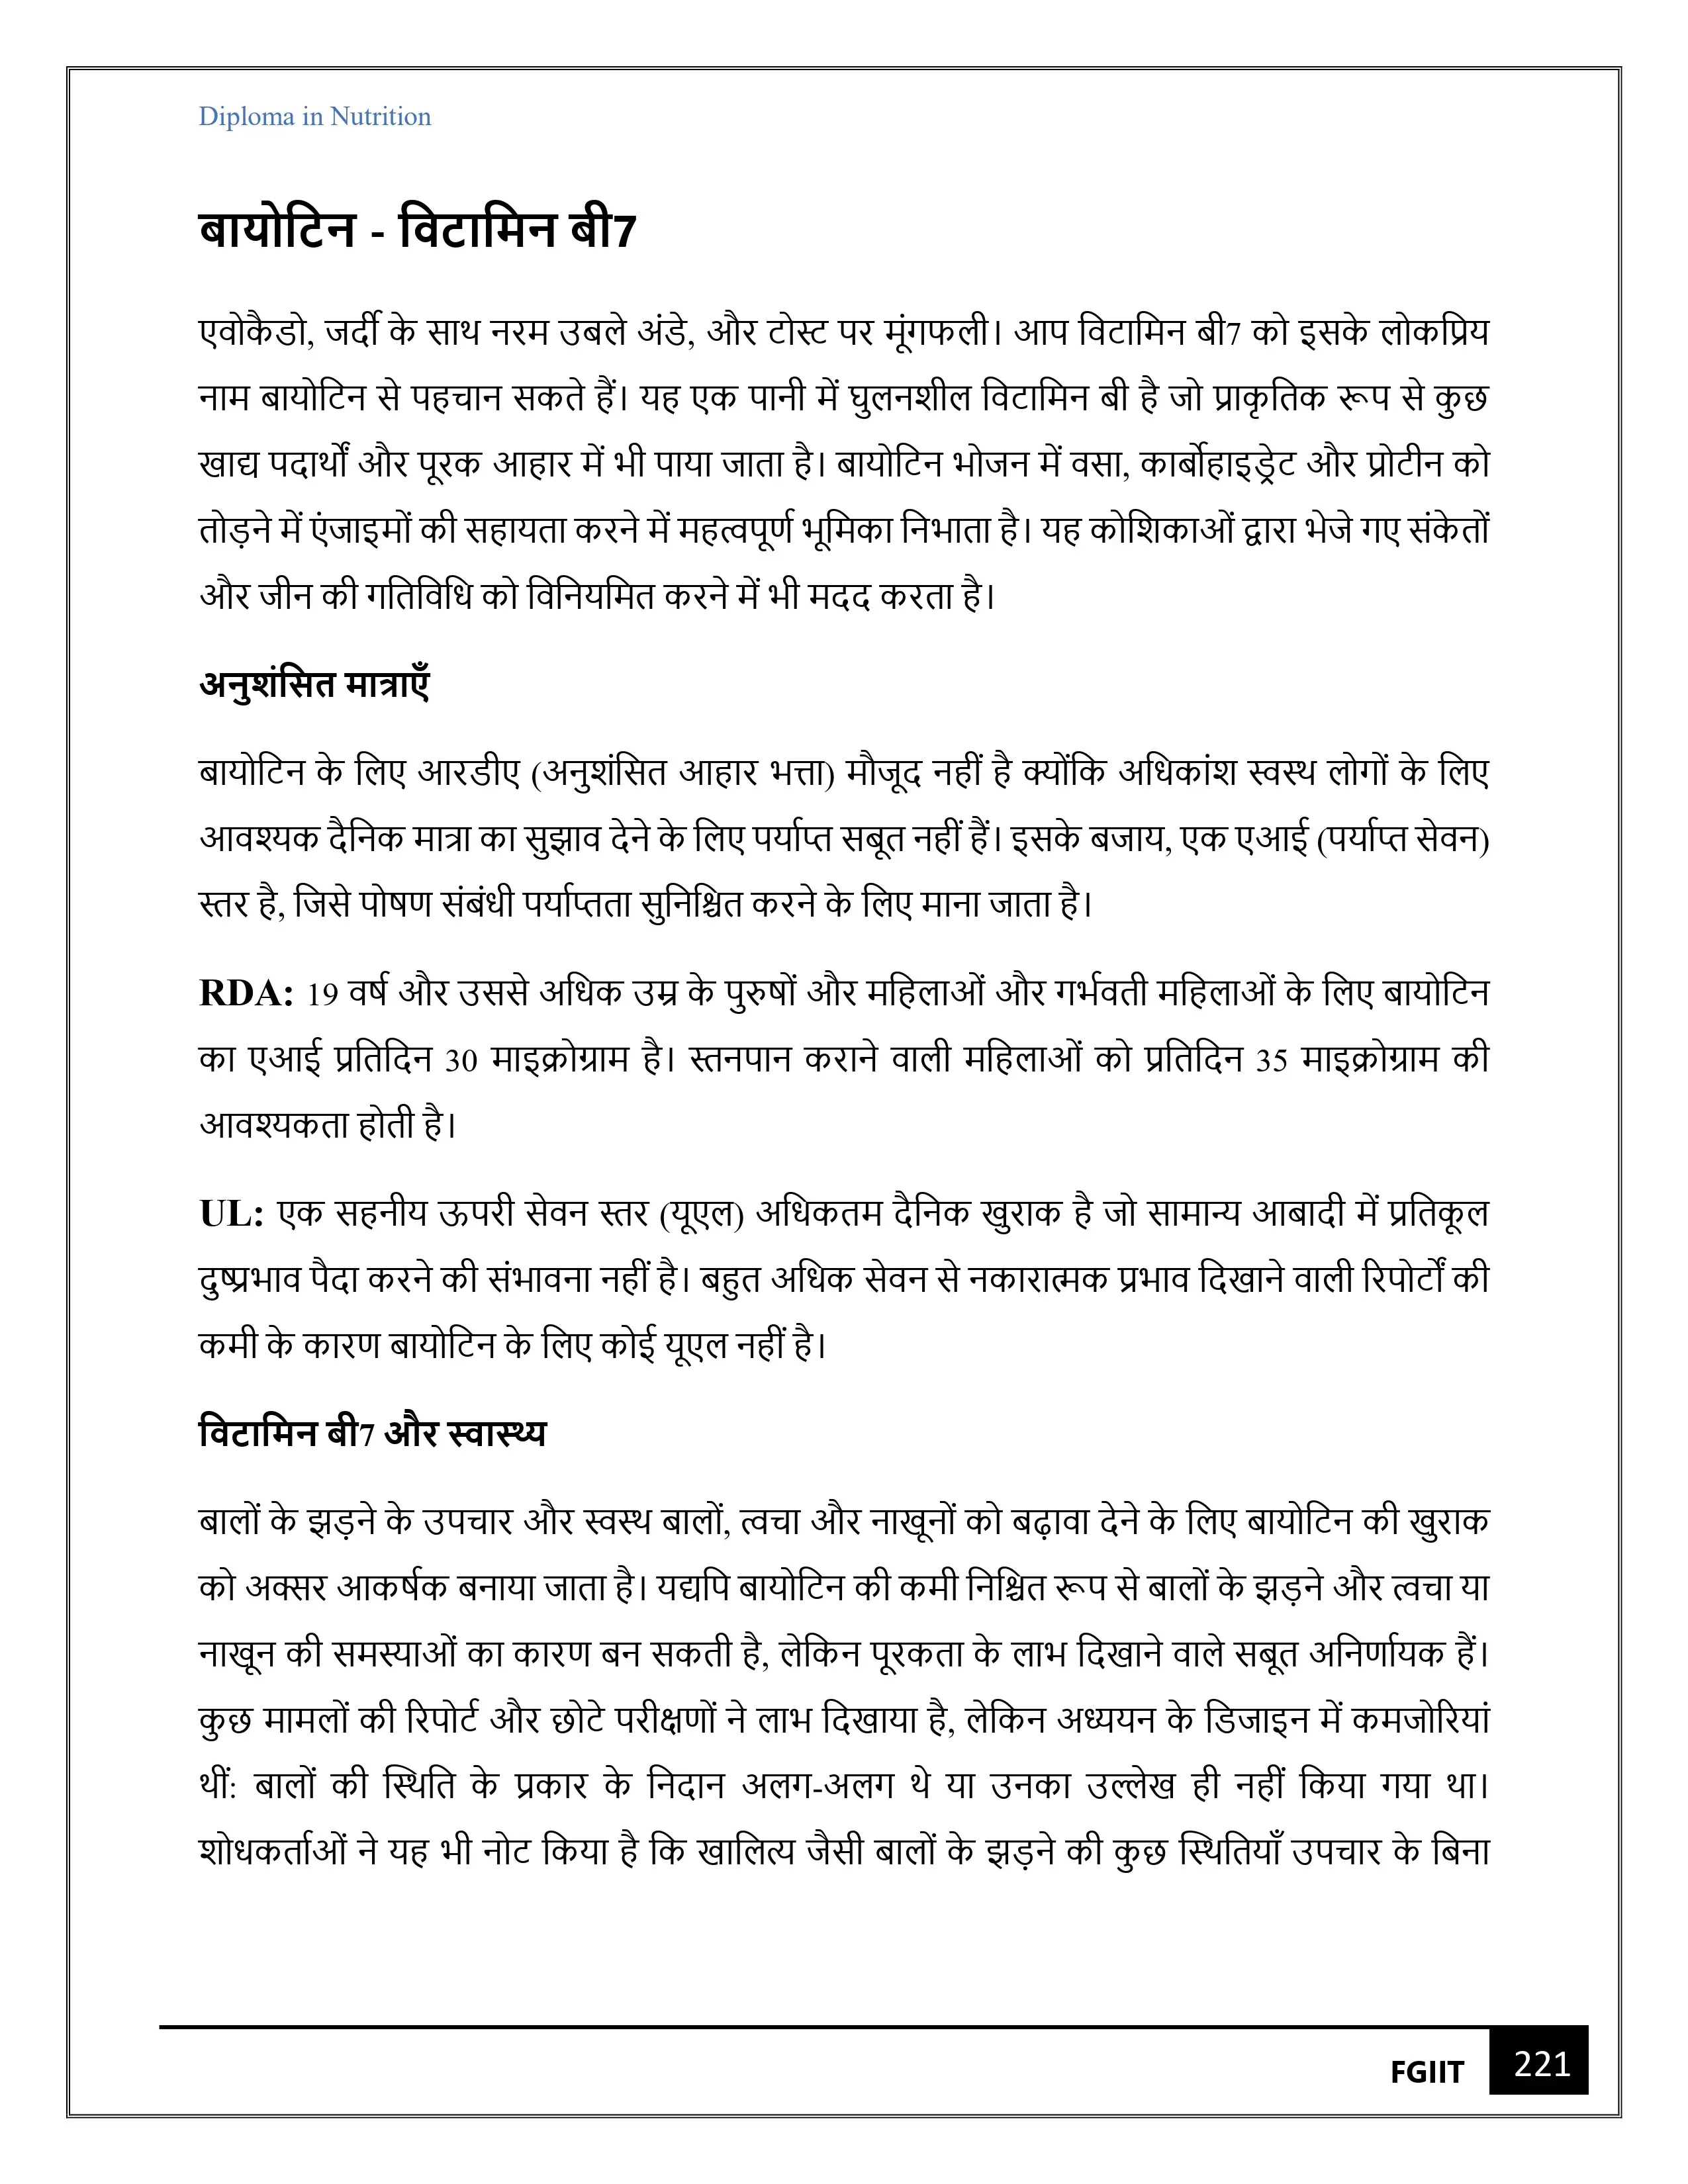 Diploma in Nutrition
बायोटिन - विटामिन बी7
एवोकैडो, जर्दी के साथ नरम उबले अंडे, और टोस्ट पर मूंगफली। आप विटामिन बी7 को इसके लोकप्रिय
नाम बायोटिन से पहचान सकते हैं। यह एक पानी में घुलनशील विटामिन बी है जो प्राकृतिक रूप से कुछ
खाद्य पदार्थों और पूरक आहार में भी पाया जाता है। बायोटिन भोजन में वसा, कार्बोहाइड्रेट और प्रोटीन को
तोड़ने में एंजाइमों की सहायता करने में महत्वपूर्ण भूमिका निभाता है। यह कोशिकाओं द्वारा भेजे गए संकेतों
और जीन की गतिविधि को विनियमित करने में भी मदद करता है।
अनुशंसित मात्राएँ
बायोटिन के लिए आरडीए (अनुशंसित आहार भत्ता) मौजूद नहीं है क्योंकि अधिकांश स्वस्थ लोगों के लिए
आवश्यक दैनिक मात्रा का सुझाव देने के लिए पर्याप्त सबूत नहीं हैं। इसके बजाय, एक एआई (पर्याप्त सेवन)
स्तर है, जिसे पोषण संबंधी पर्याप्तता सुनिश्चित करने के लिए माना जाता है।
RDA: 19 वर्ष और उससे अधिक उम्र के पुरुषों और महिलाओं और गर्भवती महिलाओं के लिए बायोटिन
का एआई प्रतिदिन 30 माइक्रोग्राम है। स्तनपान कराने वाली महिलाओं को प्रतिदिन 35 माइक्रोग्राम की
आवश्यकता होती है।
UL: एक सहनीय ऊपरी सेवन स्तर (यूएल) अधिकतम दैनिक खुराक है जो सामान्य आबादी में प्रतिकूल
दुष्प्रभाव पैदा करने की संभावना नहीं है। बहुत अधिक सेवन से नकारात्मक प्रभाव दिखाने वाली रिपोर्टों की
कमी के कारण बायोटिन के लिए कोई यूएल नहीं है।
विटामिन बी7 और स्वास्थ्य
बालों के झड़ने के उपचार और स्वस्थ बालों, त्वचा और नाखूनों को बढ़ावा देने के लिए बायोटिन की खुराक
को अक्सर आकर्षक बनाया जाता है। यद्यपि बायोटिन की कमी निश्चित रूप से बालों के झड़ने और त्वचा या
नाखून की समस्याओं का कारण बन सकती है, लेकिन पूरकता के लाभ दिखाने वाले सबूत अनिर्णायक हैं।
कुछ मामलों की रिपोर्ट और छोटे परीक्षणों ने लाभ दिखाया है, लेकिन अध्ययन के डिजाइन में कमजोरियां
थीं: बालों की स्थिति के प्रकार के निदान अलग-अलग थे या उनका उल्लेख ही नहीं किया गया था।
शोधकर्ताओं ने यह भी नोट किया है कि खालित्य जैसी बालों के झड़ने की कुछ स्थितियाँ उपचार के बिना
FGIIT 221